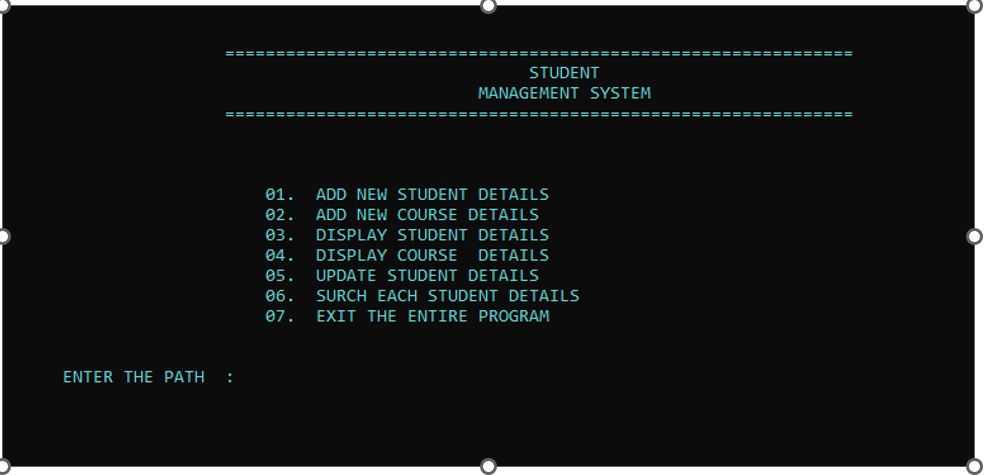 ==============================================================
STUDENT
MANAGEMENT SYSTEM
==============================================================
01. ADD NEW STUDENT DETAILS
02. ADD NEW COURSE DETAILS
03. DISPLAY STUDENT DETAILS
04. DISPLAY COURSE  DETAILS
05. UPDATE STUDENT DETAILS
06. SURCH EACH STUDENT DETAILS
07. EXIT THE ENTIRE PROGRAM
ENTER THE PATH  :